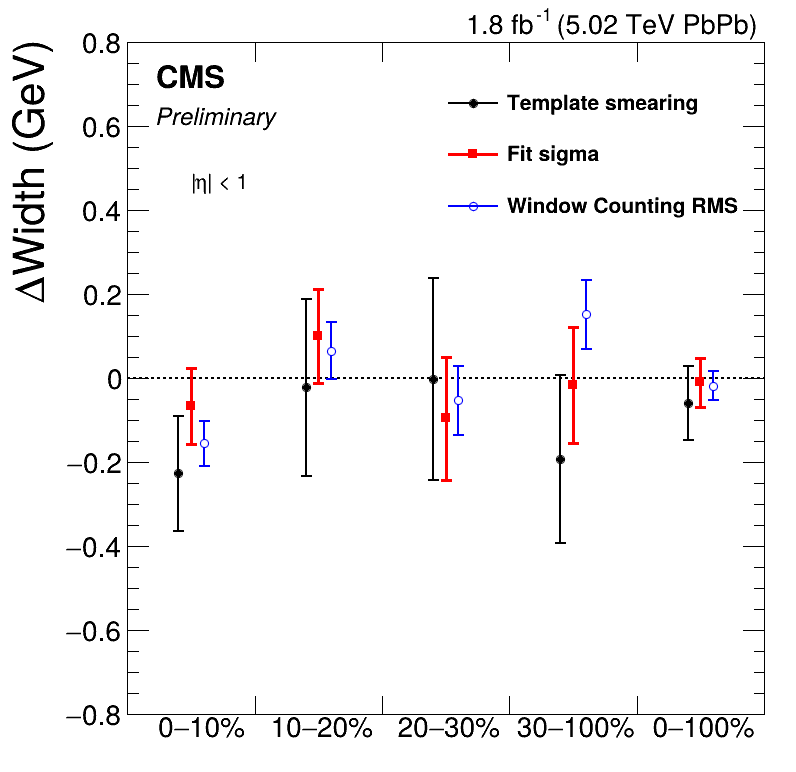 1.8 fb⁻¹ (5.02 TeV PbPb)
ΔWidth (GeV)
0.8
0.6
0.4
0.2
0
−0.2
−0.4
−0.6
−0.8
CMS
Preliminary
|η| < 1
Template smearing
Fit sigma
Window Counting RMS
0−10% 10−20% 20−30% 30−100% 0−100%